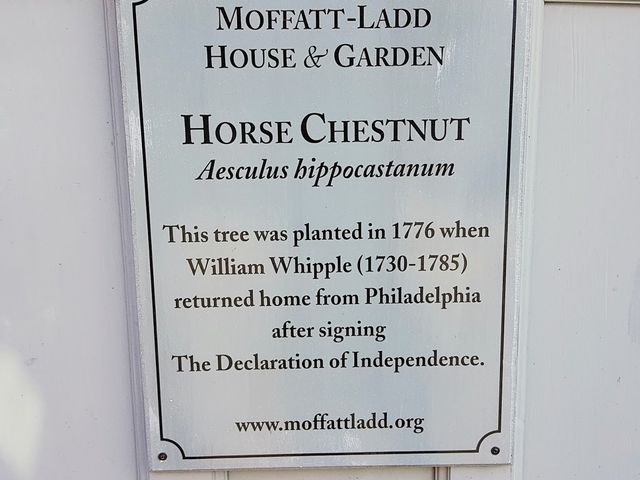 MOFFATT-LADD
HOUSE & GARDEN
HORSE CHESTNUT
Aesculus hippocastanum
This tree was planted in 1776 when
William Whipple (1730-1785)
returned home from Philadelphia
after signing
The Declaration of Independence.
www.moffattladd.org